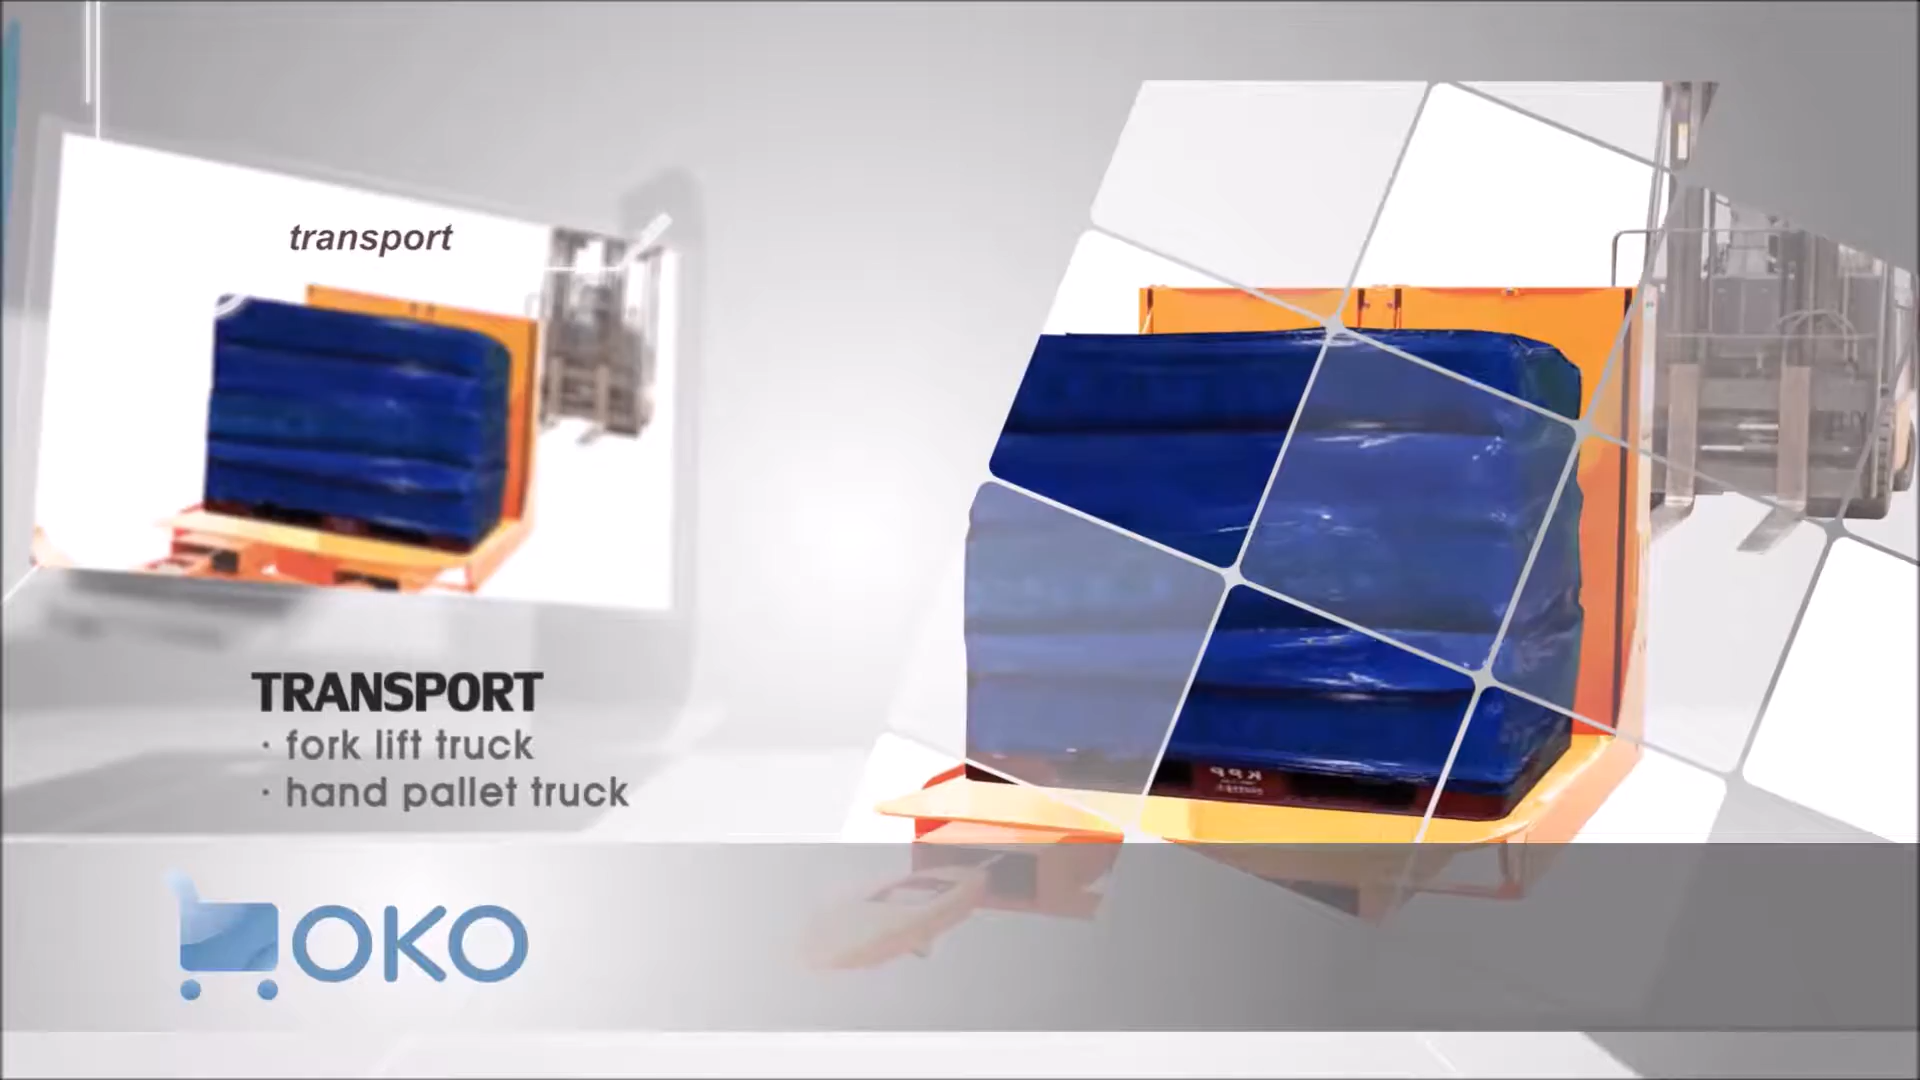 transport
TRANSPORT
· fork lift truck
· hand pallet truck
OKO